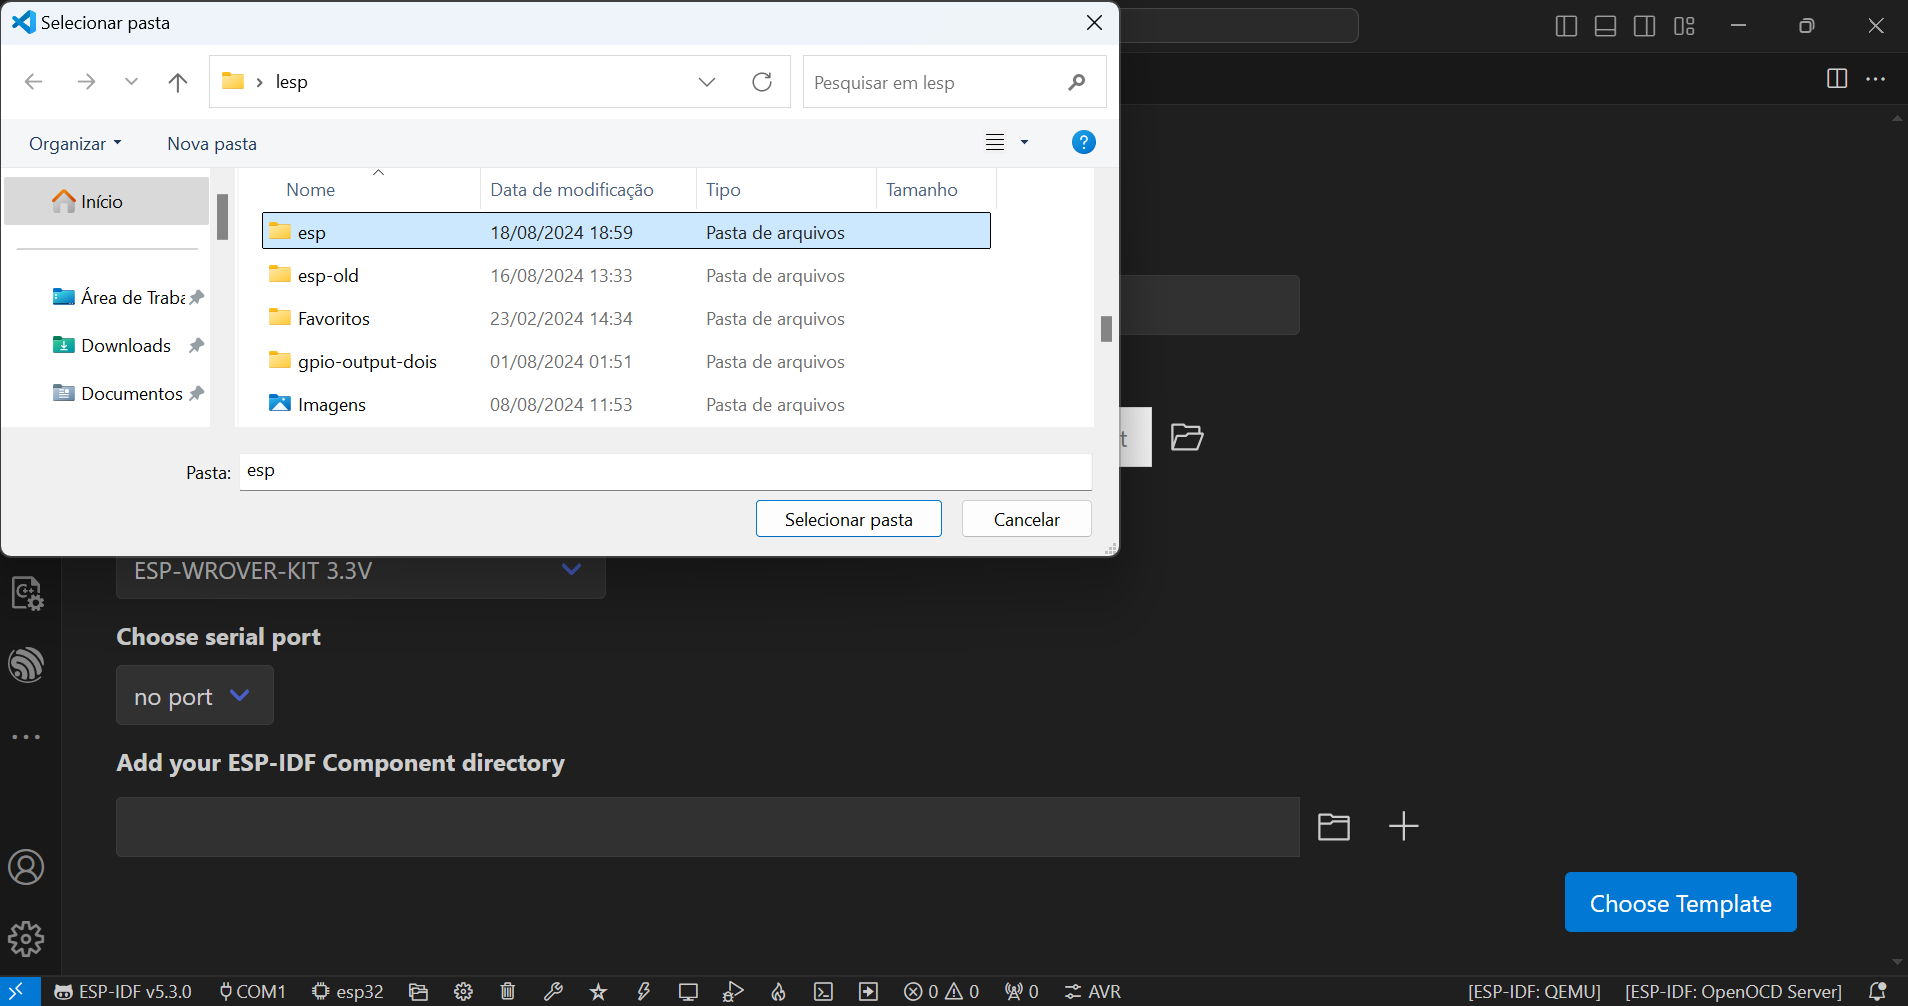 Selecionar pasta
lesp
Pesquisar em lesp
Organizar
Nova pasta
?
Início
Área de Traba
Downloads
Documentos
Nome Data de modificação Tipo Tamanho
esp 18/08/2024 18:59 Pasta de arquivos
esp-old 16/08/2024 13:33 Pasta de arquivos
Favoritos 23/02/2024 14:34 Pasta de arquivos
gpio-output-dois 01/08/2024 01:51 Pasta de arquivos
Imagens 08/08/2024 11:53 Pasta de arquivos
Pasta: esp
Selecionar pasta Cancelar
t
ESP-WROVER-KIT 3.3V
Choose serial port
no port
Add your ESP-IDF Component directory
Choose Template
ESP-IDF v5.3.0 COM1 esp32 0 0 0 AVR [ESP-IDF: QEMU] [ESP-IDF: OpenOCD Server]